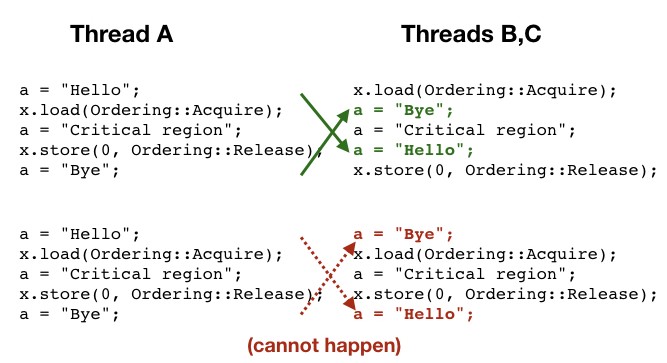 Thread A
Threads B,C
a = "Hello";
x.load(Ordering::Acquire);
a = "Critical region";
x.store(0, Ordering::Release);
a = "Bye";
x.load(Ordering::Acquire);
a = "Bye";
a = "Critical region";
a = "Hello";
x.store(0, Ordering::Release);
a = "Hello";
x.load(Ordering::Acquire);
a = "Critical region";
x.store(0, Ordering::Release);
a = "Bye";
a = "Bye";
x.load(Ordering::Acquire);
a = "Critical region";
x.store(0, Ordering::Release);
a = "Hello";
(cannot happen)